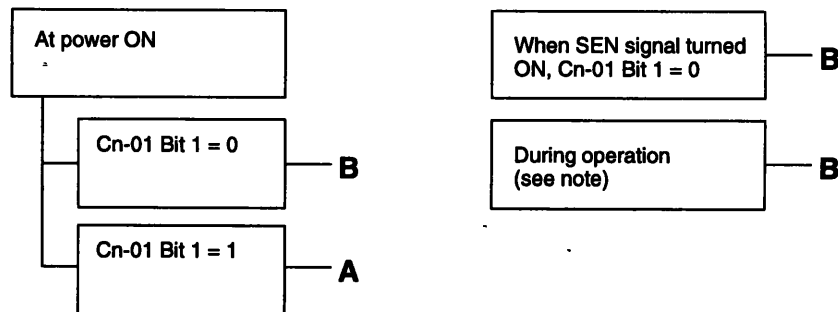 At power ON
Cn-01 Bit 1 = 0
B
Cn-01 Bit 1 = 1
A
When SEN signal turned
ON, Cn-01 Bit 1 = 0
B
During operation
(see note)
B